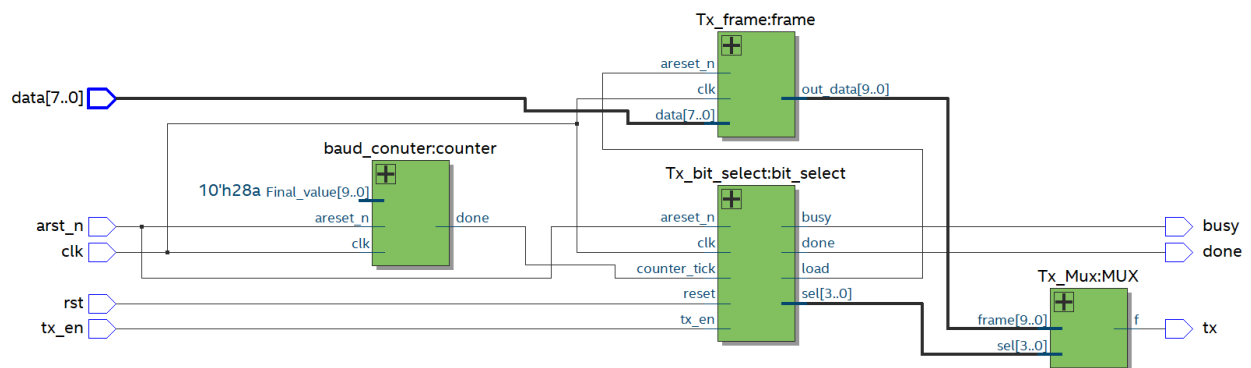 Tx_frame:frame
areset_n
clk
data[7..0]
out_data[9..0]
data[7..0]
baud_conuter:counter
10'h28a Final_value[9..0]
areset_n
clk
done
Tx_bit_select:bit_select
areset_n
clk
counter_tick
reset
tx_en
busy
done
load
sel[3..0]
arst_n
clk
rst
tx_en
busy
done
Tx_Mux:MUX
frame[9..0]
sel[3..0]
f
tx